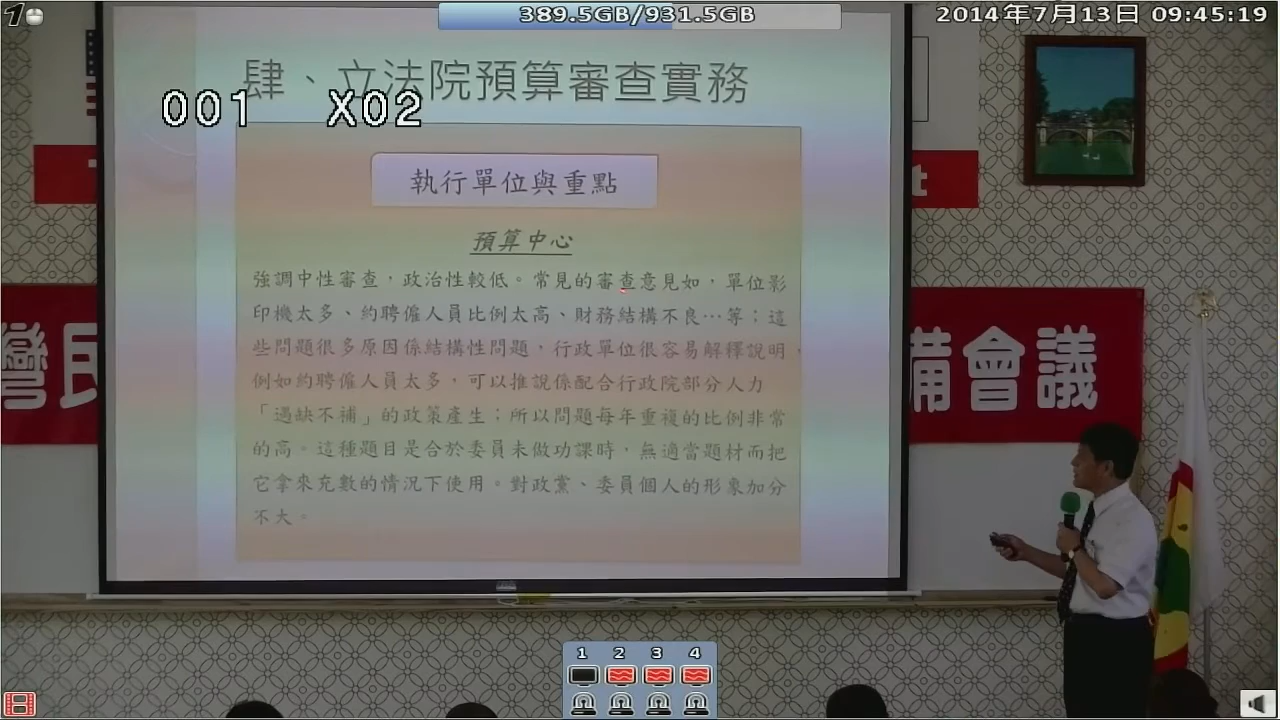 1
389.5GB/931.5GB
2014年7月13日 09:45:19
肆、立法院預算審查實務
001 X02
執行單位與重點
預算中心
強調中性審查，政治性較低。常見的審查意見如，單位影
印機太多、約聘僱人員比例太高、財務結構不良…等；這
些問題很多原因係結構性問題，行政單位很容易解釋說明，
例如約聘僱人員太多，可以推說係配合行政院部分人力
「遇缺不補」的政策產生；所以問題每年重複的比例非常
的高。這種題目是合於委員未做功課時，無適當題材而把
它拿來充數的情況下使用。對政黨、委員個人的形象加分
不大。
t
灣民
備會議
1 2 3 4